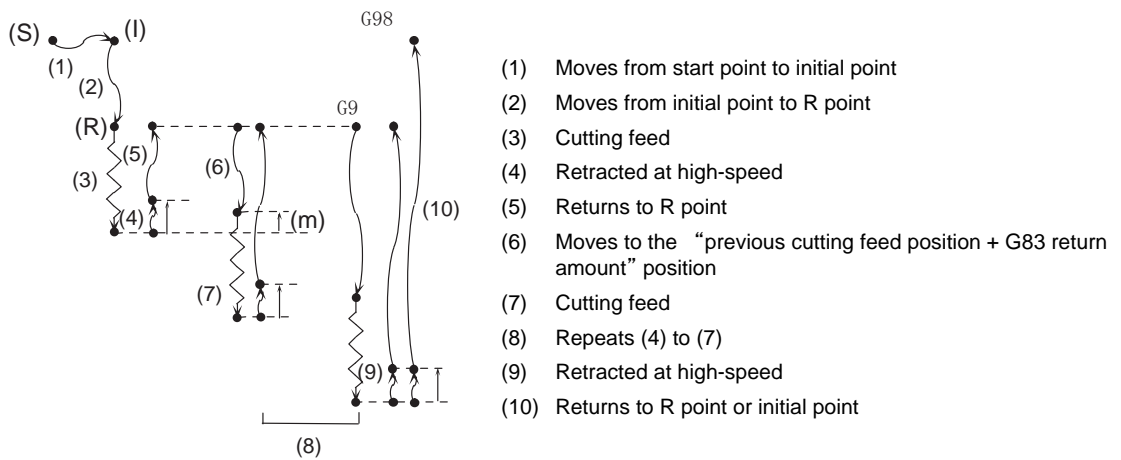 G98
(S)
(I)
(1)
(2)
G9
(R)
(5)
(6)
(3)
(4)
(m)
(10)
(7)
(9)
(8)
(1) Moves from start point to initial point
(2) Moves from initial point to R point
(3) Cutting feed
(4) Retracted at high-speed
(5) Returns to R point
(6) Moves to the “previous cutting feed position + G83 return
amount” position
(7) Cutting feed
(8) Repeats (4) to (7)
(9) Retracted at high-speed
(10) Returns to R point or initial point